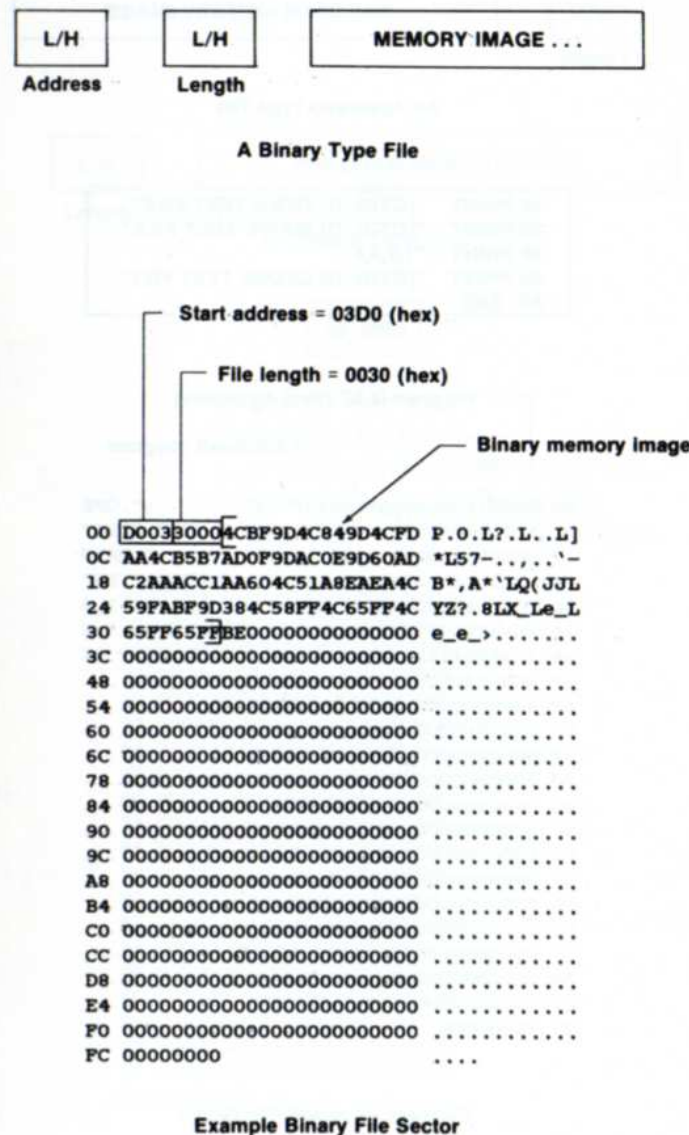 L/H L/H MEMORY IMAGE . . .
Address Length
A Binary Type File
Start address = 03D0 (hex)
File length = 0030 (hex)
Binary memory image
00 D00330004CBF9D4C849D4CFD P.O.L?.L..L]
0C AA4CB5B7AD0F9DAC0E9D60AD *L57-..,..`-
18 C2AAACC1AA604C51A8EAEA4C B*,A*`LQ(JJL
24 59FABF9D384C58FF4C65FF4C YZ?.8LX_Le_L
30 65FF65FFBE00000000000000 e_e_>.......
3C 000000000000000000000000 ............
48 000000000000000000000000 ............
54 000000000000000000000000 ............
60 000000000000000000000000 ............
6C 000000000000000000000000 ............
78 000000000000000000000000 ............
84 000000000000000000000000 ............
90 000000000000000000000000 ............
9C 000000000000000000000000 ............
A8 000000000000000000000000 ............
B4 000000000000000000000000 ............
C0 000000000000000000000000 ............
CC 000000000000000000000000 ............
D8 000000000000000000000000 ............
E4 000000000000000000000000 ............
F0 000000000000000000000000 ............
FC 00000000 ....
Example Binary File Sector